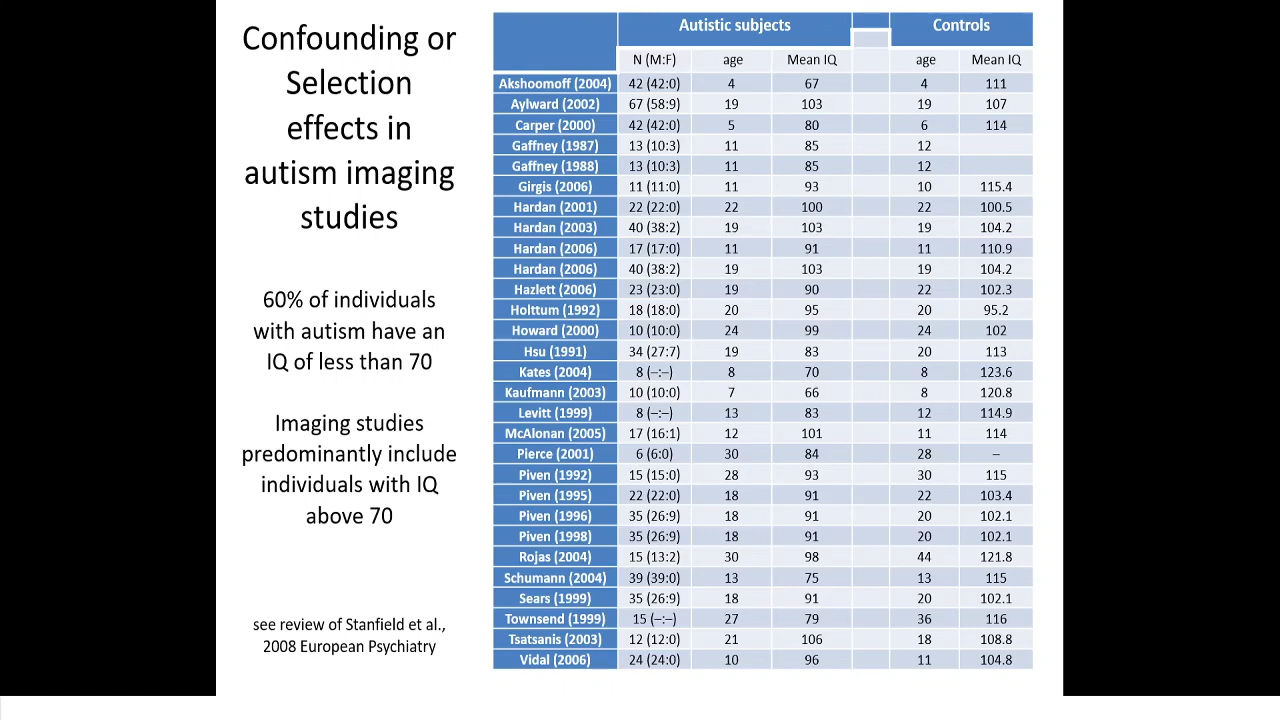 Confounding or
Selection
effects in
autism imaging
studies
60% of individuals
with autism have an
IQ of less than 70
Imaging studies
predominantly include
individuals with IQ
above 70
see review of Stanfield et al.,
2008 European Psychiatry
Autistic subjects Controls
N (M:F) age Mean IQ age Mean IQ
Akshoomoff (2004) 42 (42:0) 4 67 4 111
Aylward (2002) 67 (58:9) 19 103 19 107
Carper (2000) 42 (42:0) 5 80 6 114
Gaffney (1987) 13 (10:3) 11 85 12
Gaffney (1988) 13 (10:3) 11 85 12
Girgis (2006) 11 (11:0) 11 93 10 115.4
Hardan (2001) 22 (22:0) 22 100 22 100.5
Hardan (2003) 40 (38:2) 19 103 19 104.2
Hardan (2006) 17 (17:0) 11 91 11 110.9
Hardan (2006) 40 (38:2) 19 103 19 104.2
Hazlett (2006) 23 (23:0) 19 90 22 102.3
Holttum (1992) 18 (18:0) 20 95 20 95.2
Howard (2000) 10 (10:0) 24 99 24 102
Hsu (1991) 34 (27:7) 19 83 20 113
Kates (2004) 8 (–:–) 8 70 8 123.6
Kaufmann (2003) 10 (10:0) 7 66 8 120.8
Levitt (1999) 8 (–:–) 13 83 12 114.9
McAlonan (2005) 17 (16:1) 12 101 11 114
Pierce (2001) 6 (6:0) 30 84 28 –
Piven (1992) 15 (15:0) 28 93 30 115
Piven (1995) 22 (22:0) 18 91 22 103.4
Piven (1996) 35 (26:9) 18 91 20 102.1
Piven (1998) 35 (26:9) 18 91 20 102.1
Rojas (2004) 15 (13:2) 30 98 44 121.8
Schumann (2004) 39 (39:0) 13 75 13 115
Sears (1999) 35 (26:9) 18 91 20 102.1
Townsend (1999) 15 (–:–) 27 79 36 116
Tsatsanis (2003) 12 (12:0) 21 106 18 108.8
Vidal (2006) 24 (24:0) 10 96 11 104.8